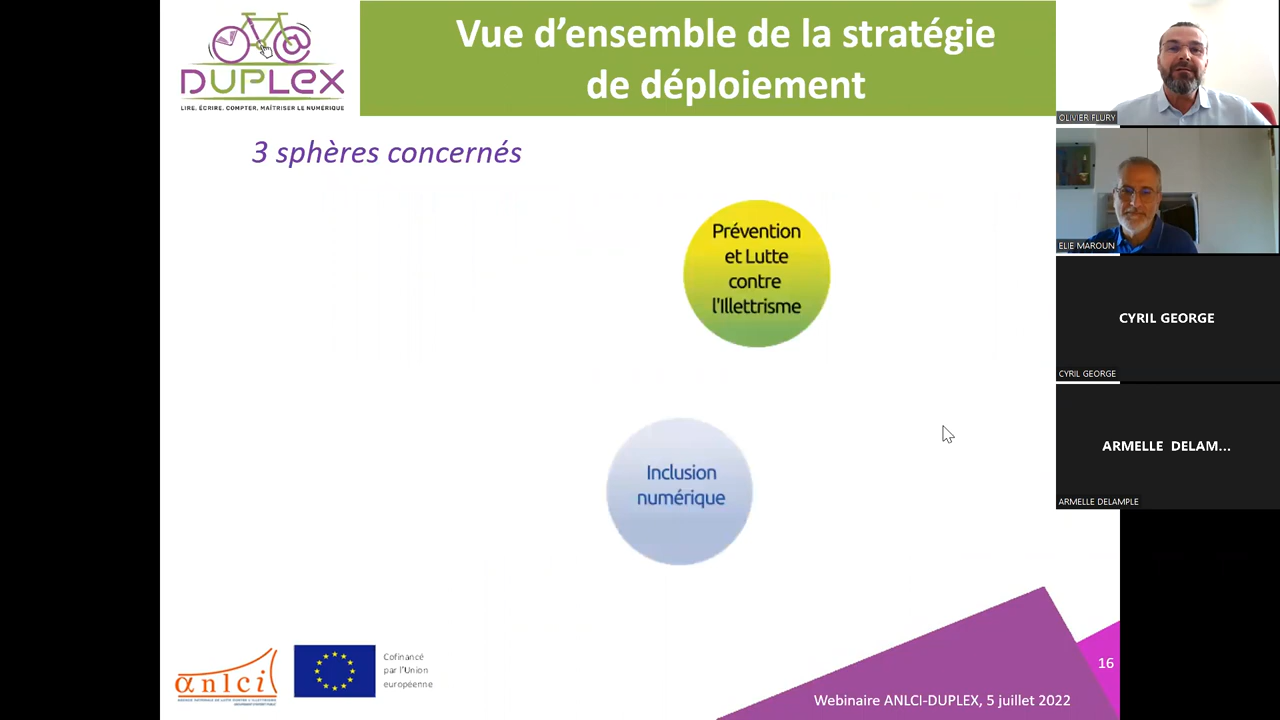 DUPLEX
LIRE, ÉCRIRE, COMPTER, MAÎTRISER LE NUMÉRIQUE
Vue d’ensemble de la stratégie
de déploiement
3 sphères concernés
Prévention
et Lutte
contre
l'Illettrisme
Inclusion
numérique
anlci
Cofinancé
par l'Union
européenne
Webinaire ANLCI-DUPLEX, 5 juillet 2022
16
OLIVIER FLURY
ELIE MAROUN
CYRIL GEORGE
CYRIL GEORGE
ARMELLE DELAM...
ARMELLE DELAMPLE